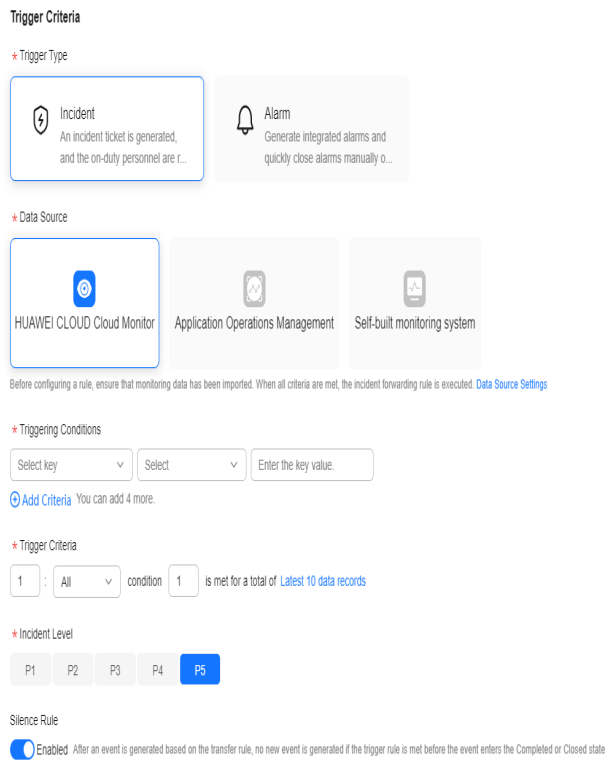 Trigger Criteria
* Trigger Type
Incident
An incident ticket is generated,
and the on-duty personnel are r...
Alarm
Generate integrated alarms and
quickly close alarms manually o...
* Data Source
HUAWEI CLOUD Cloud Monitor
Application Operations Management
Self-built monitoring system
Before configuring a rule, ensure that monitoring data has been imported. When all criteria are met, the incident forwarding rule is executed. Data Source Settings
* Triggering Conditions
Select key
Select
Enter the key value.
Add Criteria You can add 4 more.
* Trigger Criteria
1 : All condition 1 is met for a total of Latest 10 data records
* Incident Level
P1 P2 P3 P4 P5
Silence Rule
Enabled After an event is generated based on the transfer rule, no new event is generated if the trigger rule is met before the event enters the Completed or Closed state